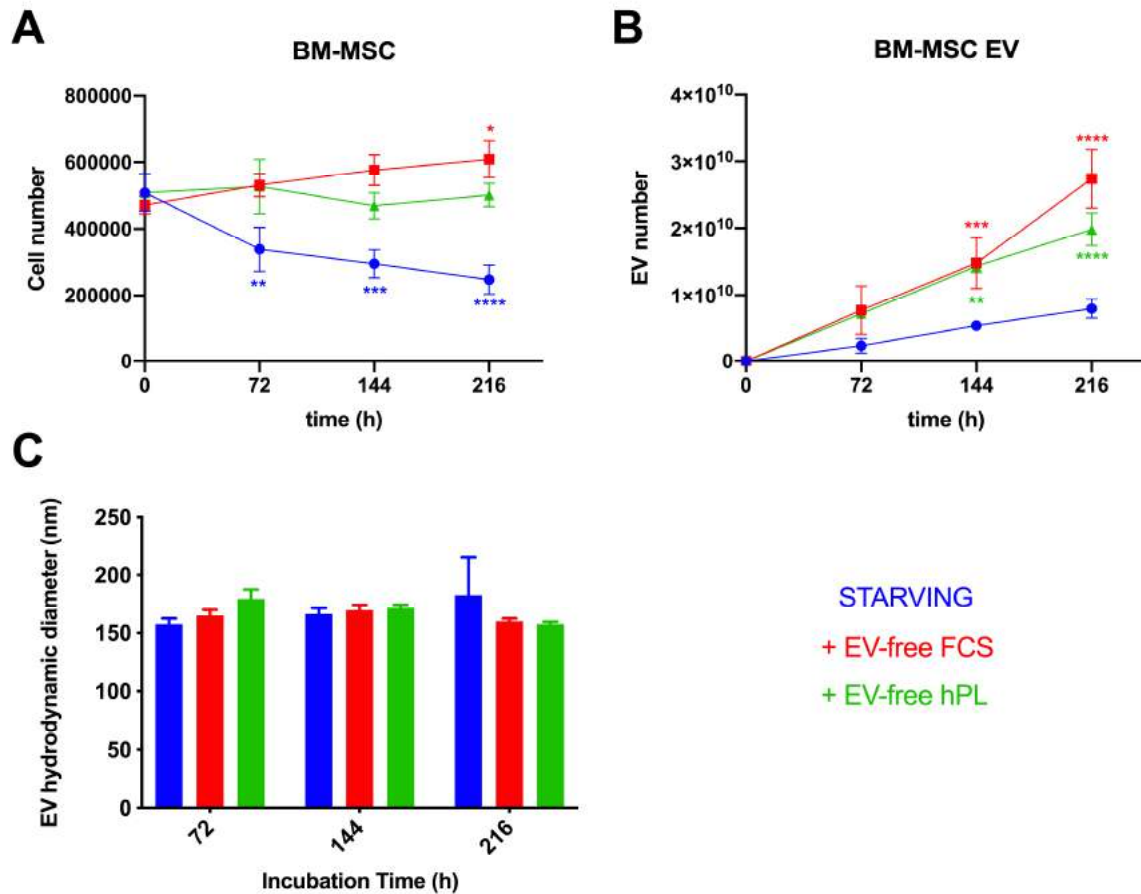 A
BM-MSC
800000
600000
400000
200000
0
Cell number
0 72 144 216
time (h)
*
**
***
****
B
BM-MSC EV
4×10¹⁰
3×10¹⁰
2×10¹⁰
1×10¹⁰
0
EV number
0 72 144 216
time (h)
****
***
****
**
C
250
200
150
100
50
0
EV hydrodynamic diameter (nm)
72 144 216
Incubation Time (h)
STARVING
+ EV-free FCS
+ EV-free hPL